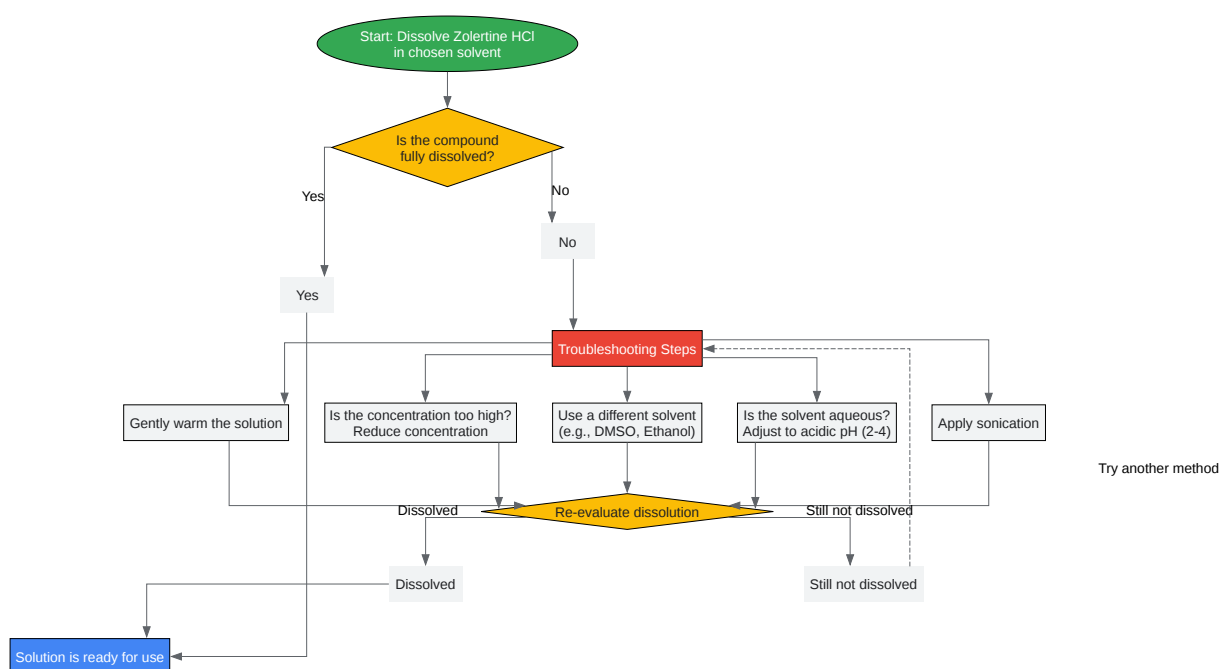 Start: Dissolve Zolertine HCl
in chosen solvent
Is the compound
fully dissolved?
Yes
No
No
Yes
Troubleshooting Steps
Gently warm the solution
Is the concentration too high?
Reduce concentration
Use a different solvent
(e.g., DMSO, Ethanol)
Is the solvent aqueous?
Adjust to acidic pH (2-4)
Apply sonication
Try another method
Dissolved
Re-evaluate dissolution
Still not dissolved
Dissolved
Still not dissolved
Solution is ready for use